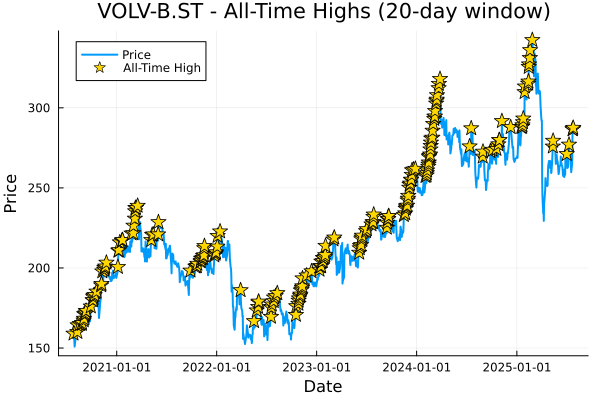 VOLV-B.ST - All-Time Highs (20-day window)
Price
All-Time High
Price
300
250
200
150
2021-01-01 2022-01-01 2023-01-01 2024-01-01 2025-01-01
Date